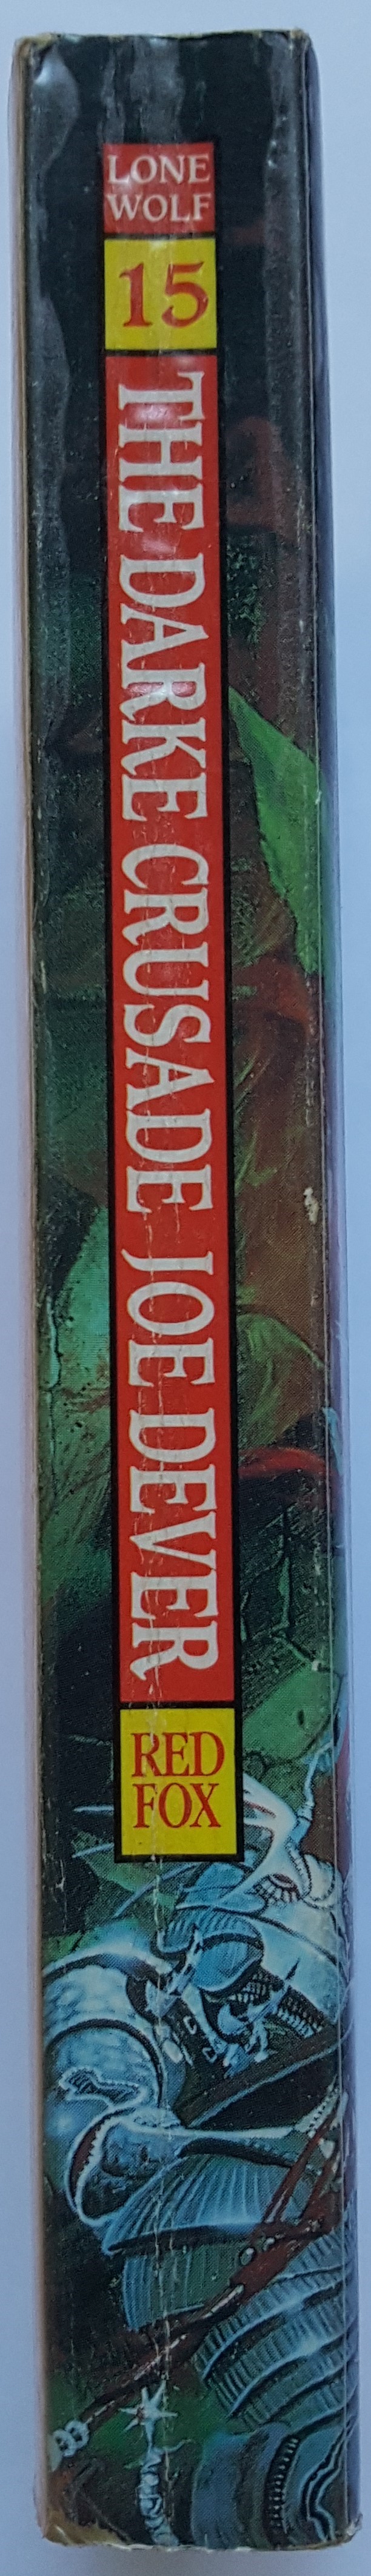 LONE
WOLF
15
THE DARKE CRUSADE JOE DEVER
RED
FOX